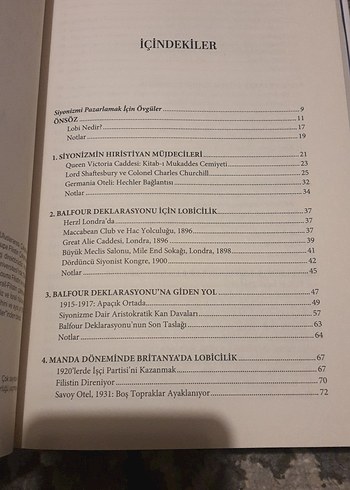 İÇİNDEKİLER
Siyonizmi Pazarlamak İçin Övgüler 9
ÖNSÖZ 11
Lobi Nedir? 17
Notlar 19
1. SİYONİZMİN HIRİSTİYAN MÜJDECİLERİ 21
Queen Victoria Caddesi: Kitab-ı Mukaddes Cemiyeti 23
Lord Shaftesbury ve Colonel Charles Churchill 25
Germania Oteli: Hechler Bağlantısı 32
Notlar 34
2. BALFOUR DEKLARASYONU İÇİN LOBİCİLİK 37
Herzl Londra'da 37
Maccabean Club ve Hac Yolculuğu, 1896 37
Great Alie Caddesi, Londra, 1896 39
Büyük Meclis Salonu, Mile End Sokağı, Londra, 1898 41
Dördüncü Siyonist Kongre, 1900 42
Notlar 45
3. BALFOUR DEKLARASYONU'NA GİDEN YOL 47
1915-1917: Apaçık Ortada 49
Siyonizme Dair Aristokratik Kan Davaları 57
Balfour Deklarasyonu'nun Son Taslağı 63
Notlar 64
4. MANDA DÖNEMİNDE BRİTANYA'DA LOBİCİLİK 67
1920'lerde İşçi Partisi'ni Kazanmak 67
Filistin Direniyor 70
Savoy Otel, 1931: Boş Topraklar Ayaklanıyor 72